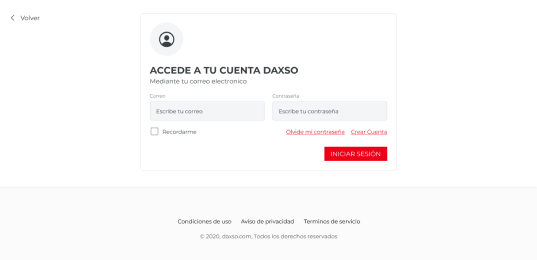 Volver
ACCEDE A TU CUENTA DAXSO
Mediante tu correo electronico
Correo Contraseña
Escribe tu correo Escribe tu contraseña
Recordarme Olvide mi contraseña Crear Cuenta
INICIAR SESIÓN
Condiciones de uso Aviso de privacidad Terminos de servicio
© 2020, daxso.com, Todos los derechos reservados